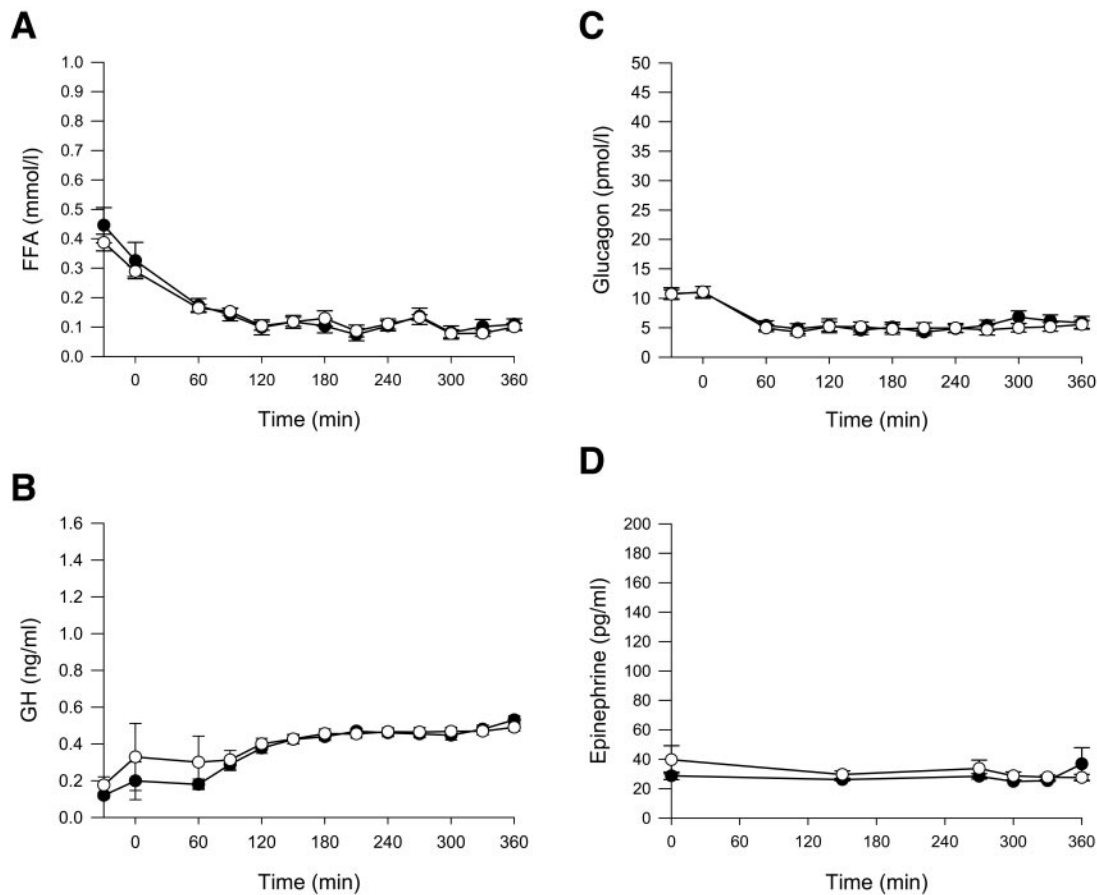 A
1.0
0.9
0.8
0.7
0.6
0.5
0.4
0.3
0.2
0.1
0.0
FFA (mmol/l)
0 60 120 180 240 300 360
Time (min)
C
50
45
40
35
30
25
20
15
10
5
0
Glucagon (pmol/l)
0 60 120 180 240 300 360
Time (min)
B
1.6
1.4
1.2
1.0
0.8
0.6
0.4
0.2
0.0
GH (ng/ml)
0 60 120 180 240 300 360
Time (min)
D
200
180
160
140
120
100
80
60
40
20
0
Epinephrine (pg/ml)
0 60 120 180 240 300 360
Time (min)